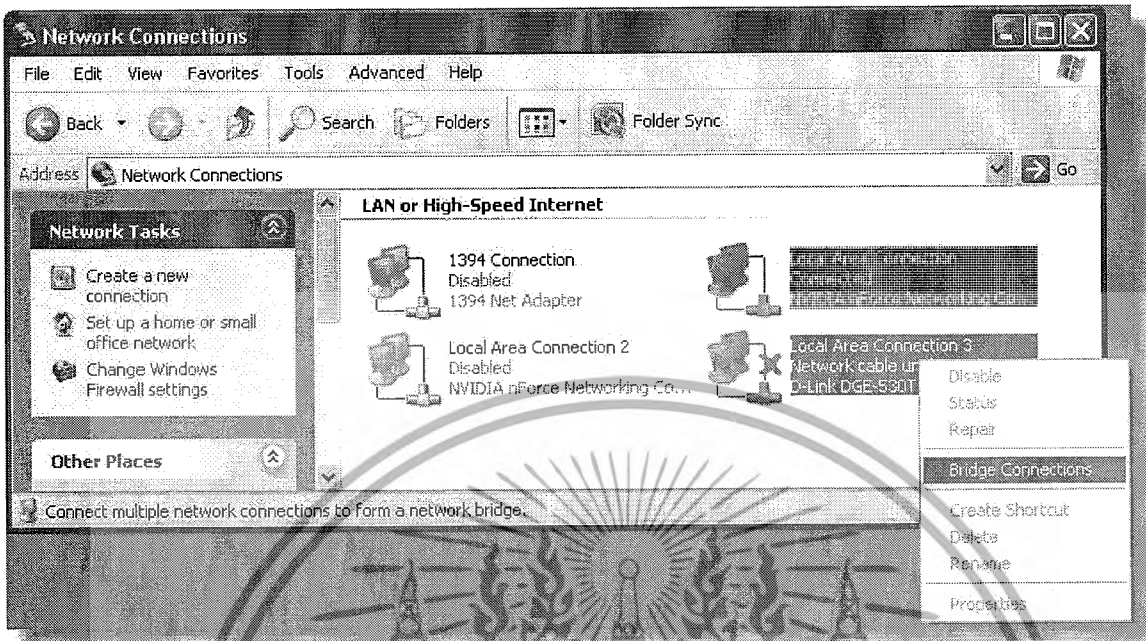 Network Connections
File Edit View Favorites Tools Advanced Help
Back Search Folders Folder Sync
Address Network Connections Go
Network Tasks
Create a new
connection
Set up a home or small
office network
Change Windows
Firewall settings
Other Places
LAN or High-Speed Internet
1394 Connection
Disabled
1394 Net Adapter
Local Area Connection
Local Area Connection 2
Disabled
NVIDIA nForce Networking Co...
Local Area Connection 3
Network cable un
D-Link DGE-530T
Disable
Status
Repair
Bridge Connections
Create Shortcut
Delete
Rename
Properties
Connect multiple network connections to form a network bridge.